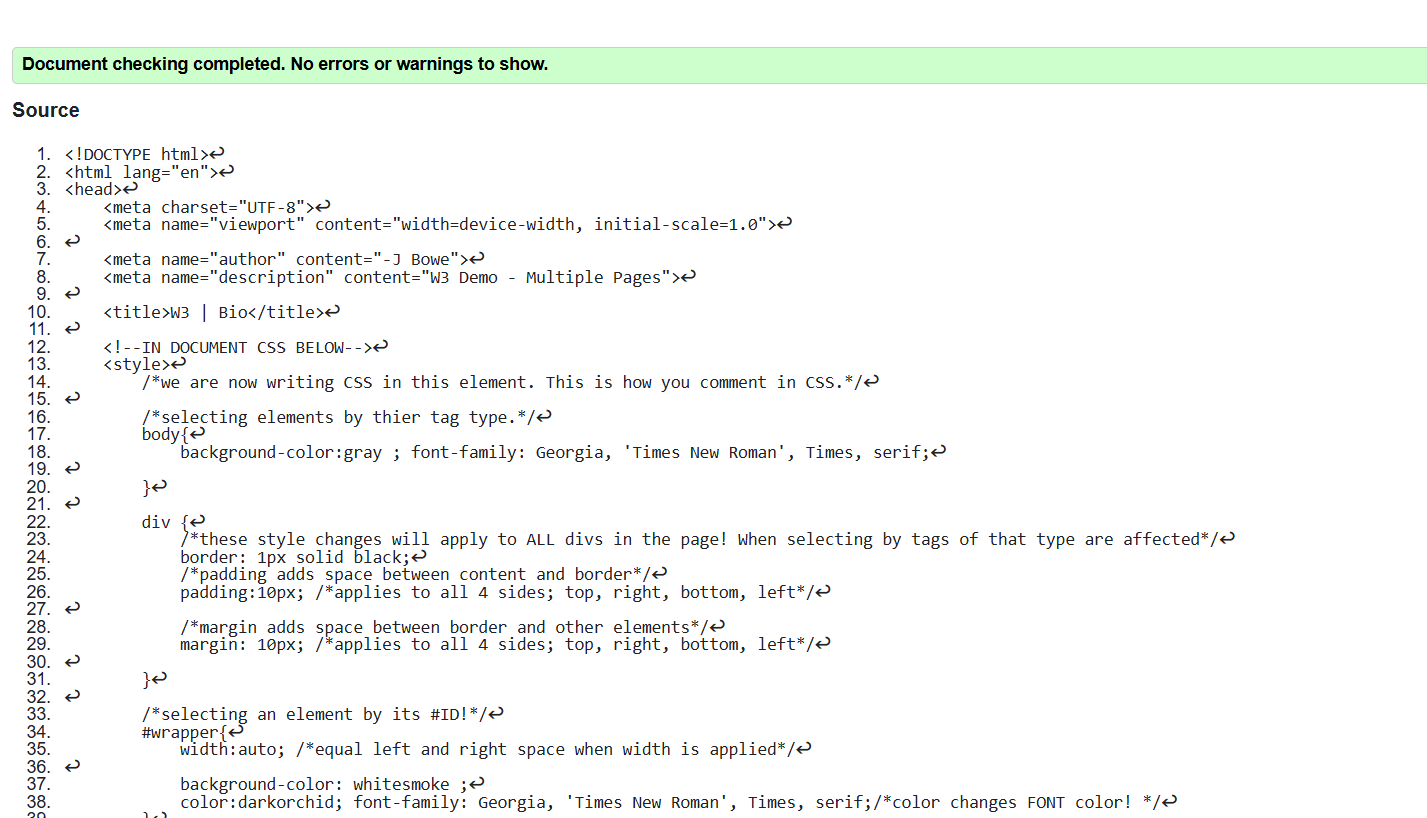 Document checking completed. No errors or warnings to show.
Source
1. <!DOCTYPE html>↩
2. <html lang="en">↩
3. <head>↩
4.     <meta charset="UTF-8">↩
5.     <meta name="viewport" content="width=device-width, initial-scale=1.0">↩
6. ↩
7.     <meta name="author" content="-J Bowe">↩
8.     <meta name="description" content="W3 Demo - Multiple Pages">↩
9. ↩
10.     <title>W3 | Bio</title>↩
11. ↩
12.     <!--IN DOCUMENT CSS BELOW-->↩
13.     <style>↩
14.         /*we are now writing CSS in this element. This is how you comment in CSS.*/↩
15. ↩
16.         /*selecting elements by thier tag type.*/↩
17.         body{↩
18.             background-color:gray ; font-family: Georgia, 'Times New Roman', Times, serif;↩
19. ↩
20.         }↩
21. ↩
22.         div {↩
23.             /*these style changes will apply to ALL divs in the page! When selecting by tags of that type are affected*/↩
24.             border: 1px solid black;↩
25.             /*padding adds space between content and border*/↩
26.             padding:10px; /*applies to all 4 sides; top, right, bottom, left*/↩
27. ↩
28.             /*margin adds space between border and other elements*/↩
29.             margin: 10px; /*applies to all 4 sides; top, right, bottom, left*/↩
30. ↩
31.         }↩
32. ↩
33.         /*selecting an element by its #ID!*/↩
34.         #wrapper{↩
35.             width:auto; /*equal left and right space when width is applied*/↩
36. ↩
37.             background-color: whitesmoke ;↩
38.             color:darkorchid; font-family: Georgia, 'Times New Roman', Times, serif;/*color changes FONT color! */↩
39.         }↩